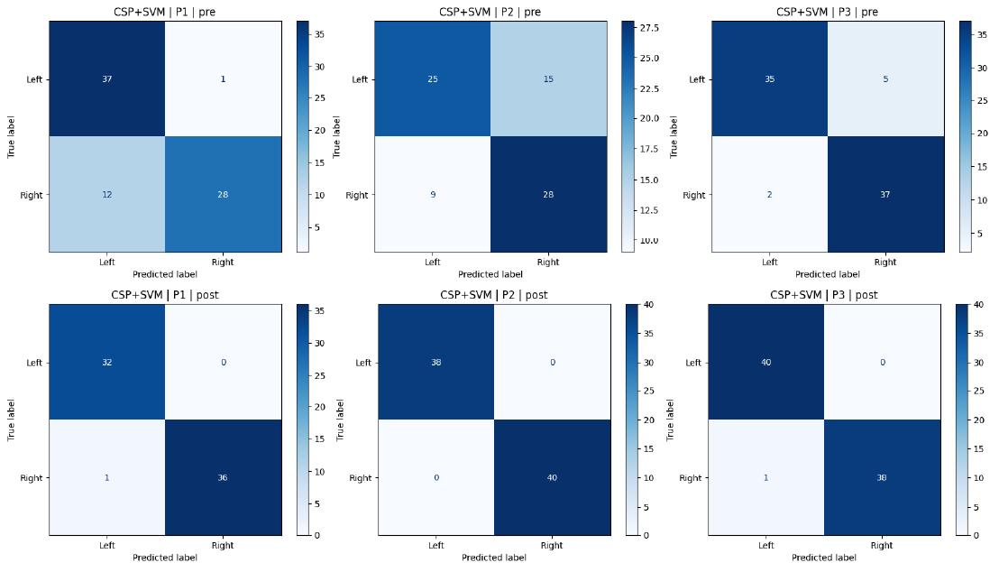 CSP+SVM | P1 | pre
True label
Left
Right
37
1
12
28
Left
Right
Predicted label
35
30
25
20
15
10
5
CSP+SVM | P2 | pre
True label
Left
Right
25
15
9
28
Left
Right
Predicted label
27.5
25.0
22.5
20.0
17.5
15.0
12.5
10.0
CSP+SVM | P3 | pre
True label
Left
Right
35
5
2
37
Left
Right
Predicted label
35
30
25
20
15
10
5
CSP+SVM | P1 | post
True label
Left
Right
32
0
1
36
Left
Right
Predicted label
35
30
25
20
15
10
5
0
CSP+SVM | P2 | post
True label
Left
Right
38
0
0
40
Left
Right
Predicted label
40
35
30
25
20
15
10
5
0
CSP+SVM | P3 | post
True label
Left
Right
40
0
1
38
Left
Right
Predicted label
40
35
30
25
20
15
10
5
0